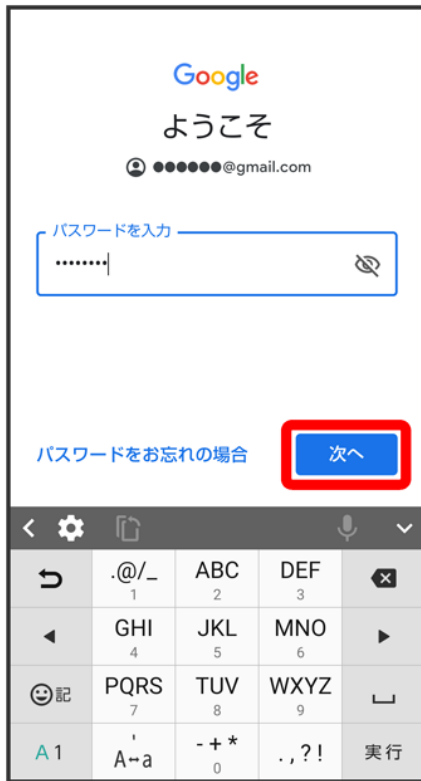 Google
ようこそ
●●●●●●@gmail.com
パスワードを入力
••••••••
パスワードをお忘れの場合
次へ
.@/_
ABC
DEF
1
2
3
GHI
JKL
MNO
4
5
6
記
PQRS
TUV
WXYZ
7
8
9
A1
'
A↔a
-+*
0
.,?!
実行